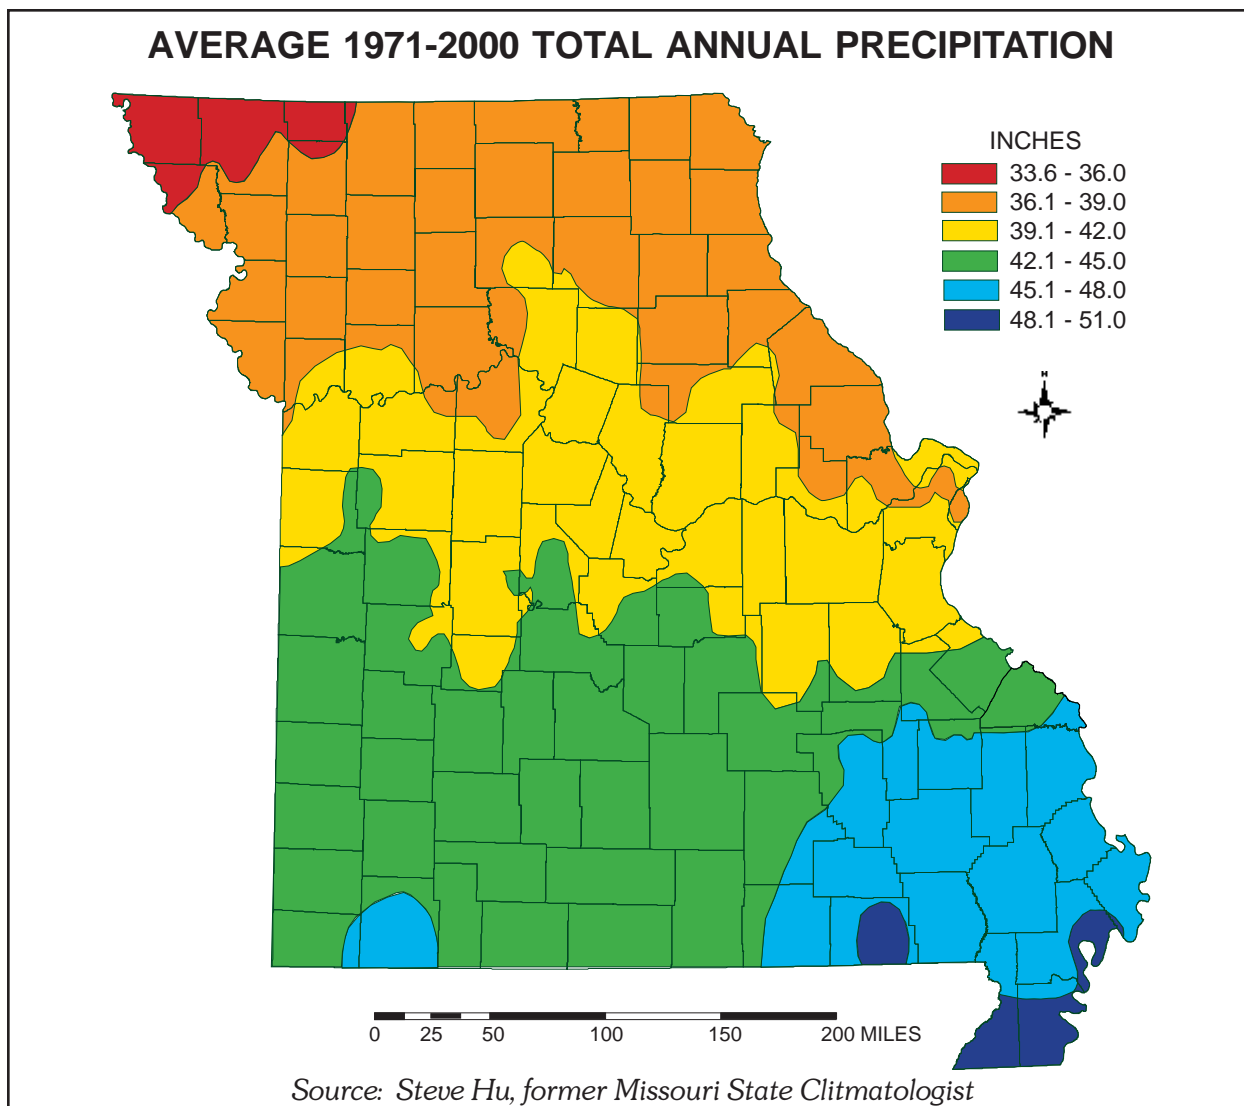 AVERAGE 1971-2000 TOTAL ANNUAL PRECIPITATION
INCHES
33.6 - 36.0
36.1 - 39.0
39.1 - 42.0
42.1 - 45.0
45.1 - 48.0
48.1 - 51.0
N
0 25 50 100 150 200 MILES
Source: Steve Hu, former Missouri State Clitmatologist